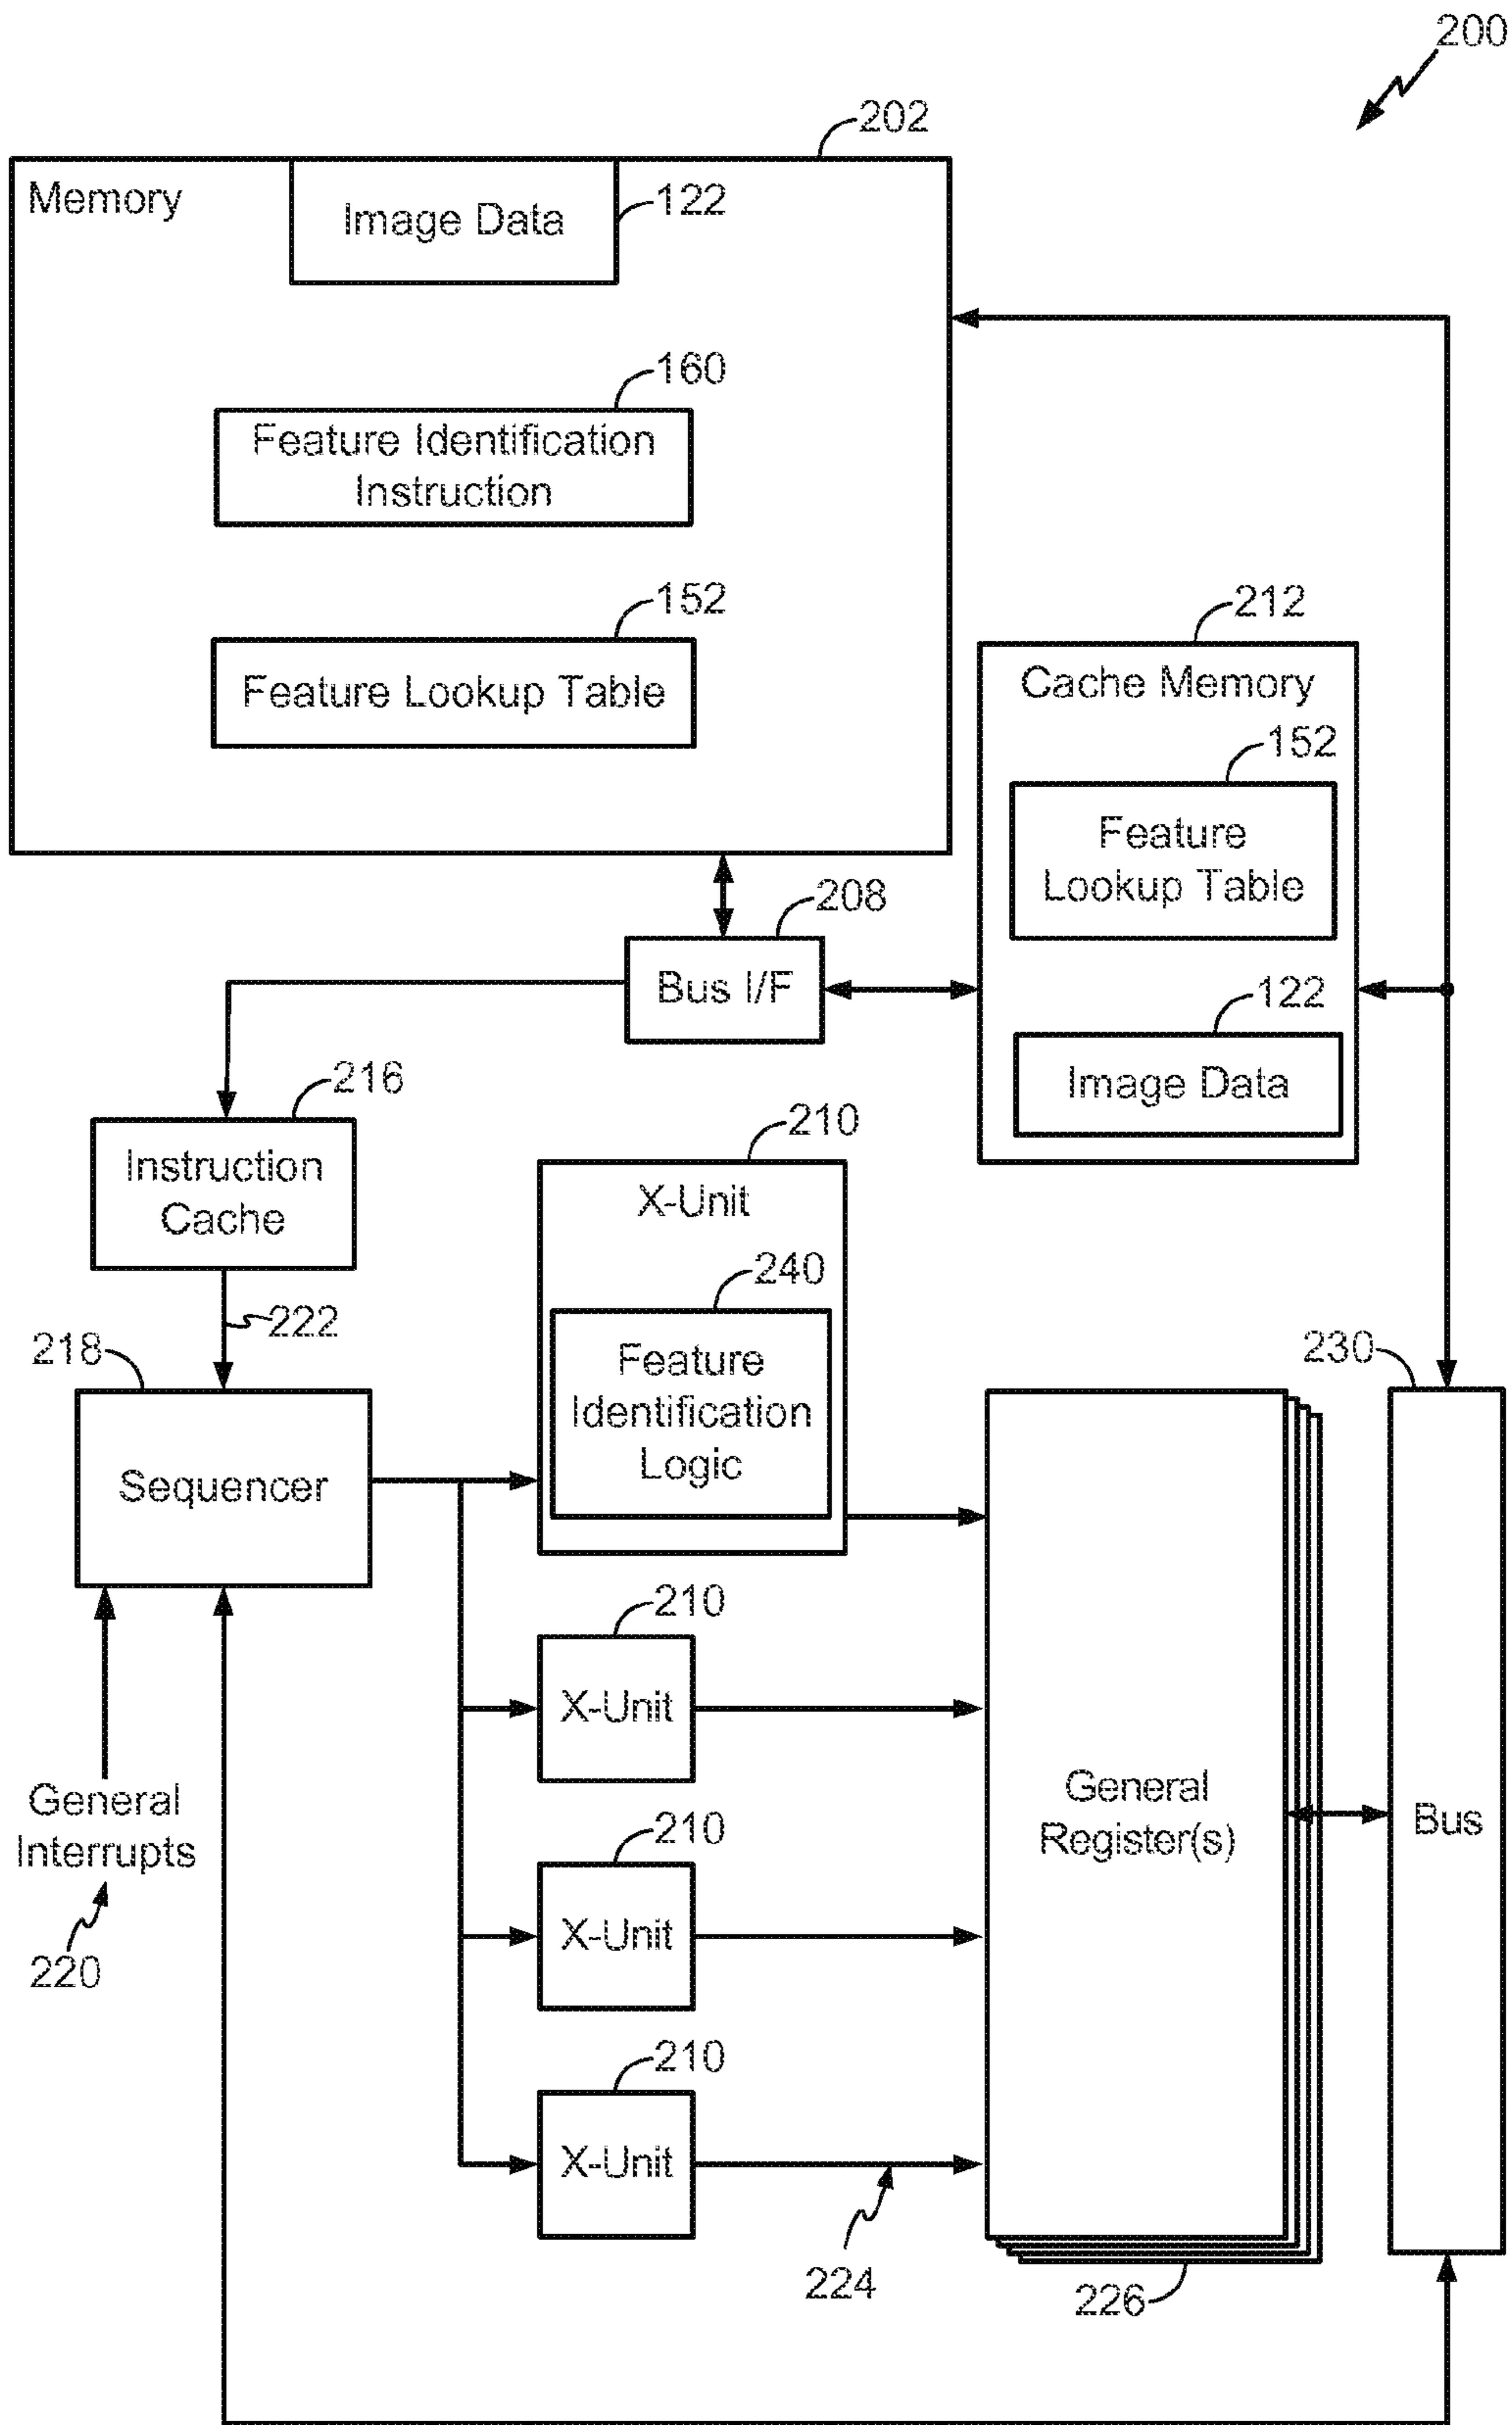 200
202
Memory
Image Data
122
160
Feature Identification
Instruction
152
Feature Lookup Table
212
Cache Memory
152
Feature
Lookup Table
208
Bus I/F
122
Image Data
216
Instruction
Cache
210
X-Unit
240
Feature
Identification
Logic
222
218
Sequencer
230
210
X-Unit
General
Interrupts
220
General
Register(s)
Bus
210
X-Unit
210
X-Unit
224
226